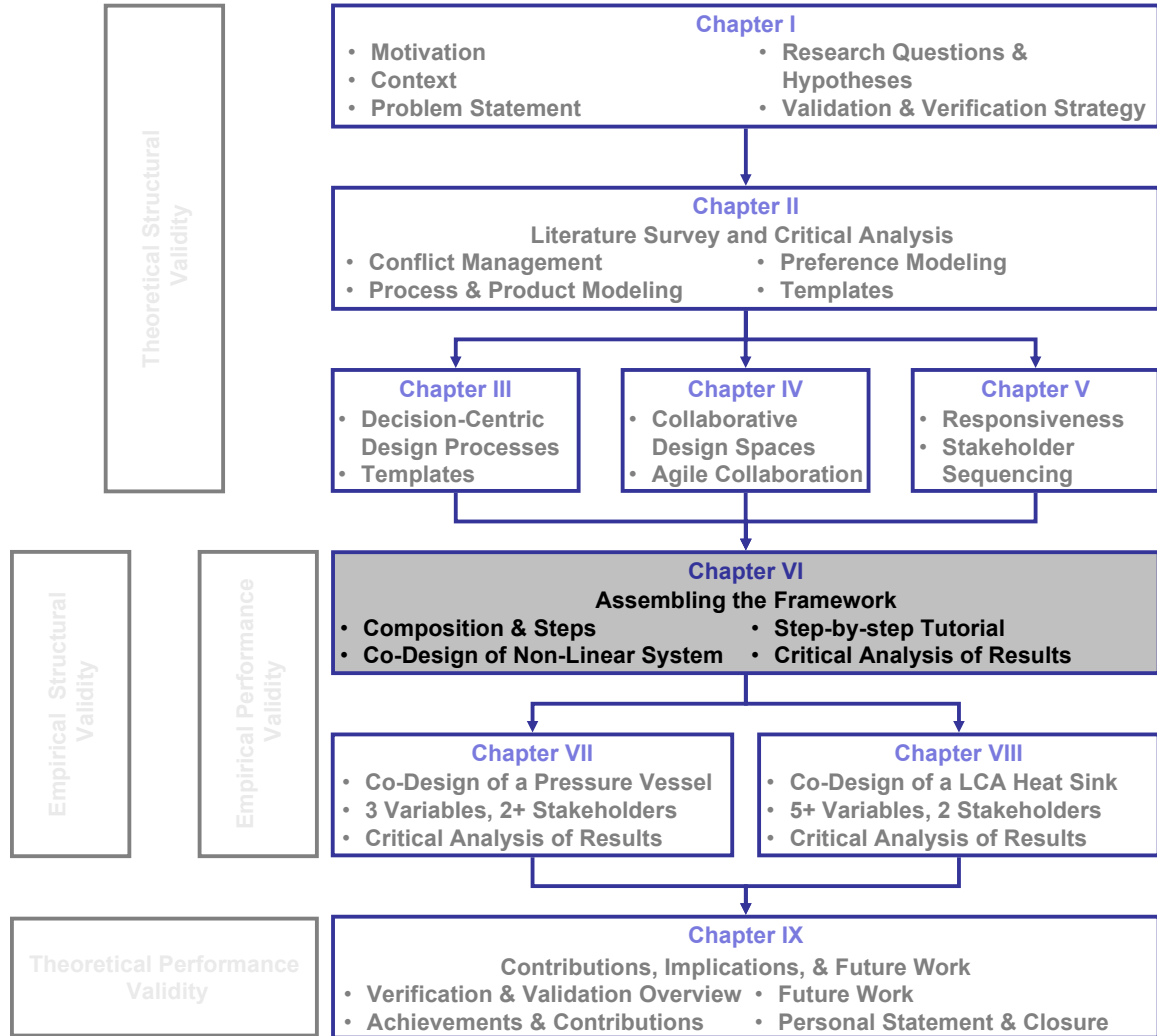 Theoretical Structural
Validity
Chapter I
• Motivation
• Context
• Problem Statement
• Research Questions &
Hypotheses
• Validation & Verification Strategy
Chapter II
Literature Survey and Critical Analysis
• Conflict Management
• Process & Product Modeling
• Preference Modeling
• Templates
Chapter III
• Decision-Centric
Design Processes
• Templates
Chapter IV
• Collaborative
Design Spaces
• Agile Collaboration
Chapter V
• Responsiveness
• Stakeholder
Sequencing
Empirical Structural
Validity
Empirical Performance
Validity
Chapter VI
Assembling the Framework
• Composition & Steps
• Co-Design of Non-Linear System
• Step-by-step Tutorial
• Critical Analysis of Results
Chapter VII
• Co-Design of a Pressure Vessel
• 3 Variables, 2+ Stakeholders
• Critical Analysis of Results
Chapter VIII
• Co-Design of a LCA Heat Sink
• 5+ Variables, 2 Stakeholders
• Critical Analysis of Results
Theoretical Performance
Validity
Chapter IX
Contributions, Implications, & Future Work
• Verification & Validation Overview
• Achievements & Contributions
• Future Work
• Personal Statement & Closure